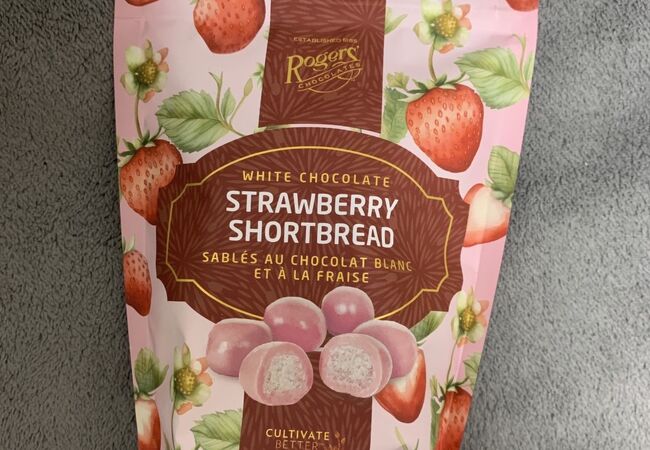 ESTABLISHED 1885
Rogers'
CHOCOLATES
WHITE CHOCOLATE
STRAWBERRY
SHORTBREAD
SABLÉS AU CHOCOLAT BLANC
ET À LA FRAISE
CULTIVATE
BETTER